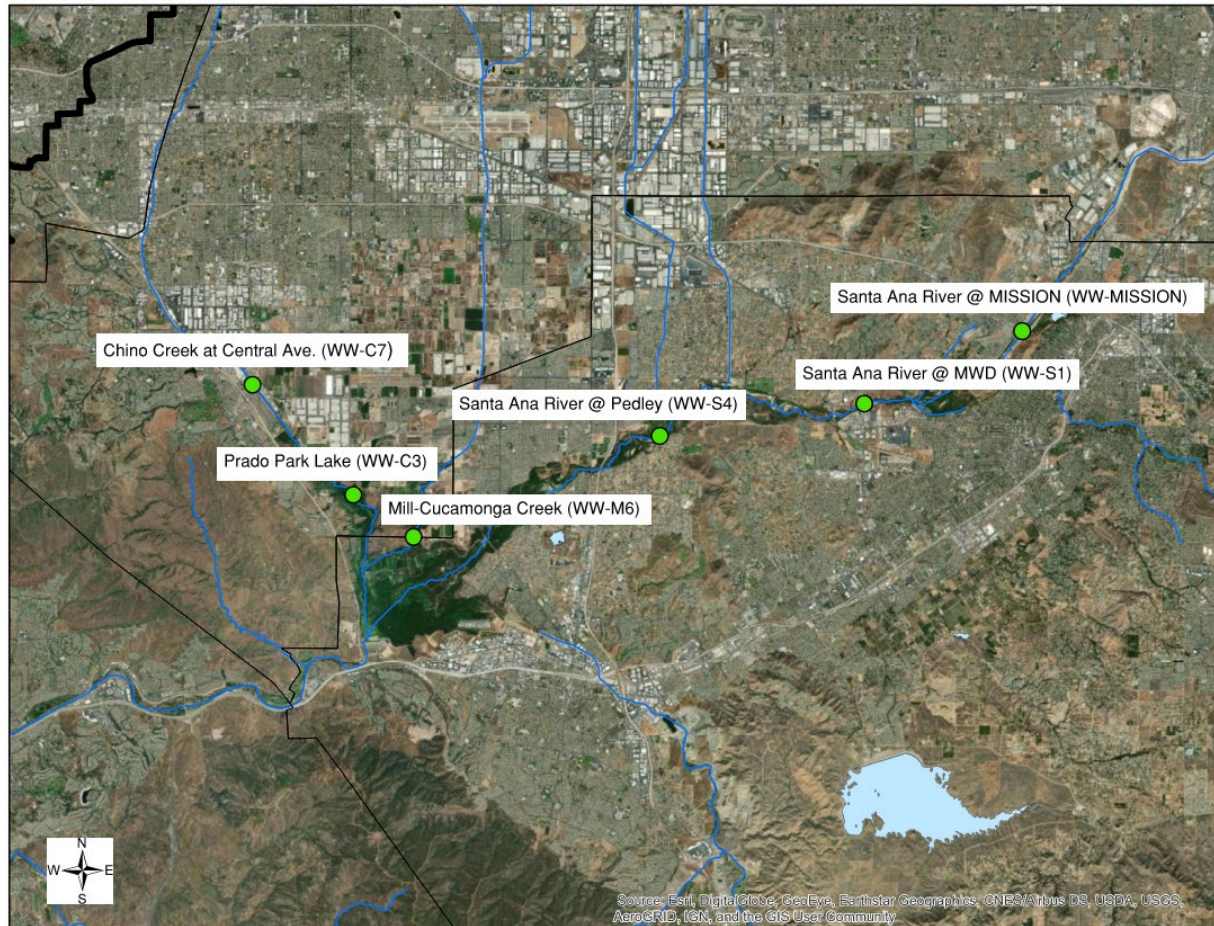 Santa Ana River @ MISSION (WW-MISSION)
Chino Creek at Central Ave. (WW-C7)
Santa Ana River @ MWD (WW-S1)
Santa Ana River @ Pedley (WW-S4)
Prado Park Lake (WW-C3)
Mill-Cucamonga Creek (WW-M6)
N
W E
S
Source: Esri, DigitalGlobe, GeoEye, Earthstar Geographics, CNES/Airbus DS, USDA, USGS,
AeroGRID, IGN, and the GIS User Community